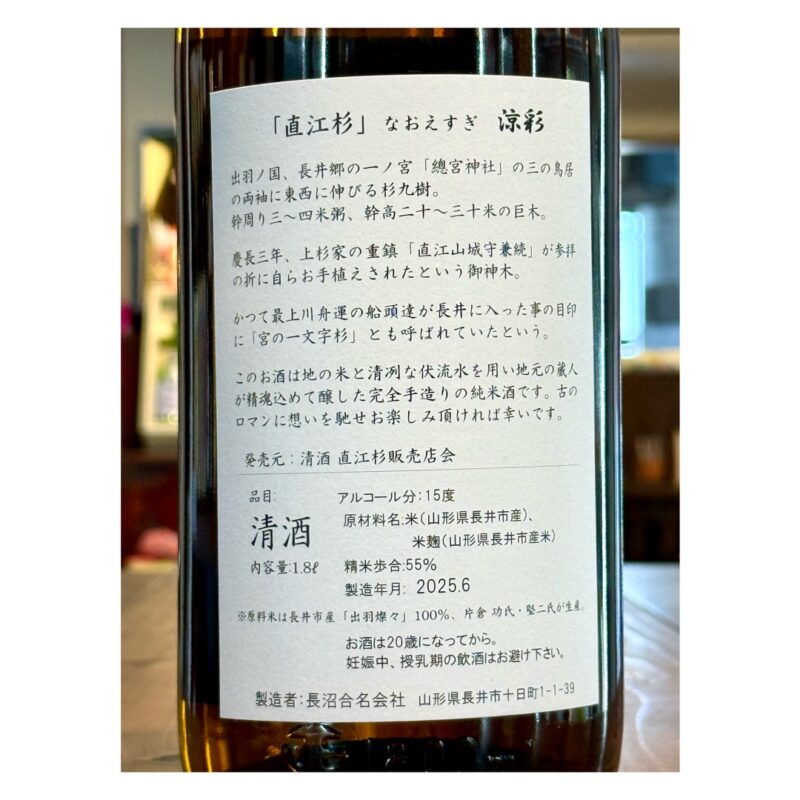 「直江杉」なおえすぎ 涼彩
出羽ノ国、長井郷の一ノ宮「總宮神社」の三の鳥居
の両袖に東西に伸びる杉九樹。
幹周り三〜四米粥、幹高二十〜三十米の巨木。
慶長三年、上杉家の重鎮「直江山城守兼続」が参拝
の折に自らお手植えされたという御神木。
かつて最上川舟運の船頭達が長井に入った事の目印
に「宮の一文字杉」とも呼ばれていたという。
このお酒は地の米と清冽な伏流水を用い地元の蔵人
が精魂込めて醸した完全手造りの純米酒です。古の
ロマンに想いを馳せお楽しみ頂ければ幸いです。
発売元：清酒 直江杉販売店会
品目:
清酒
内容量:1.8ℓ
アルコール分:15度
原材料名:米(山形県長井市産)、
米麹(山形県長井市産米)
精米歩合:55%
製造年月: 2025.6
※原料米は長井市産「出羽燦々」100%、片倉 功氏・堅二氏が生産。
お酒は20歳になってから。
妊娠中、授乳期の飲酒はお避け下さい。
製造者:長沼合名会社 山形県長井市十日町1-1-39